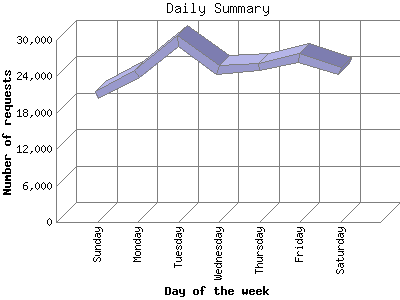 Daily Summary
Number of requests
30,000
24,000
18,000
12,000
6,000
0
Sunday
Monday
Tuesday
Wednesday
Thursday
Friday
Saturday
Day of the week